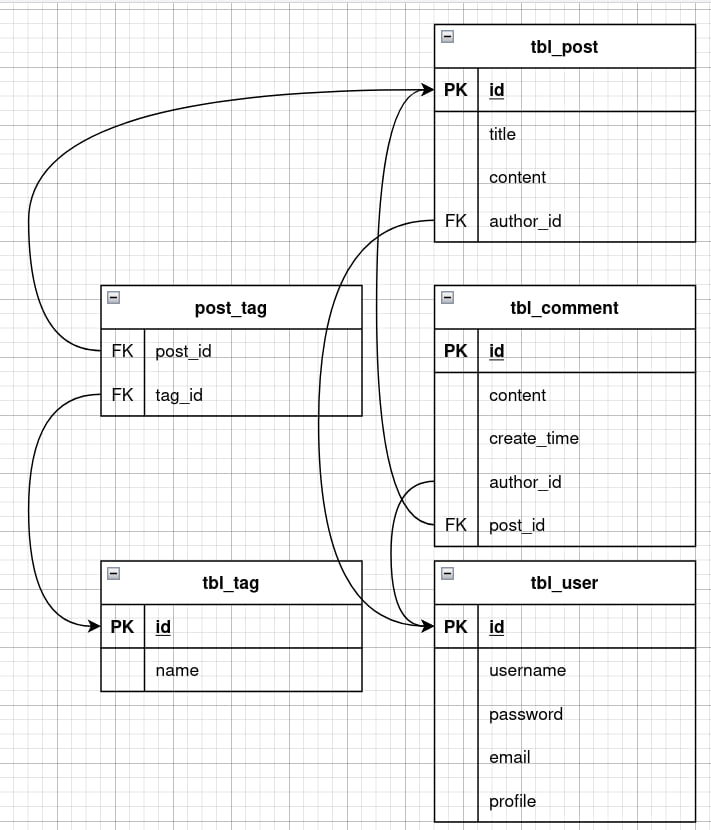 tbl_post
PK id
title
content
FK author_id
post_tag
FK post_id
FK tag_id
tbl_comment
PK id
content
create_time
author_id
FK post_id
tbl_tag
PK id
name
tbl_user
PK id
username
password
email
profile